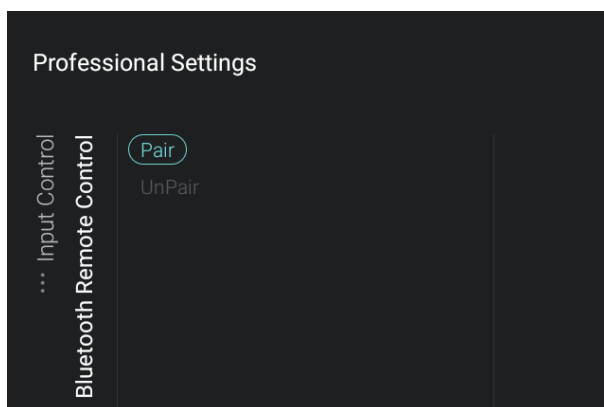 Professional Settings
... Input Control
Bluetooth Remote Control
Pair
UnPair